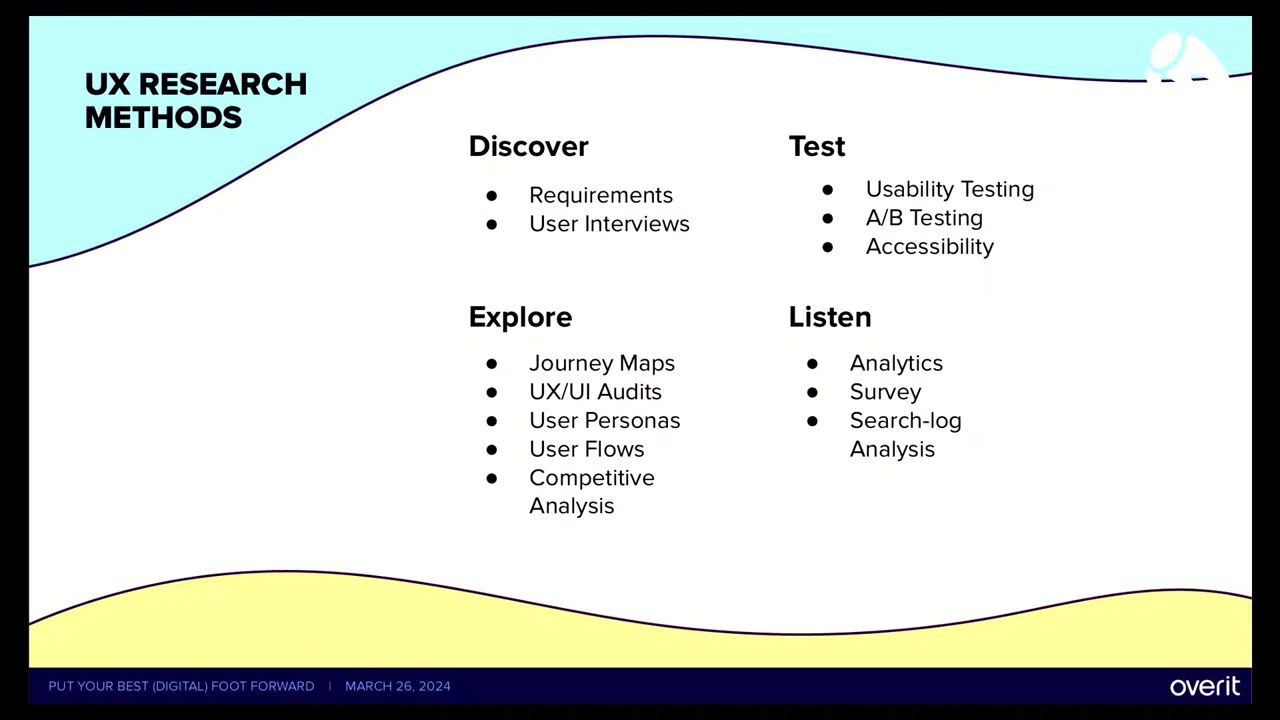 UX RESEARCH
METHODS
Discover
● Requirements
● User Interviews
Test
● Usability Testing
● A/B Testing
● Accessibility
Explore
● Journey Maps
● UX/UI Audits
● User Personas
● User Flows
● Competitive
Analysis
Listen
● Analytics
● Survey
● Search-log
Analysis
PUT YOUR BEST (DIGITAL) FOOT FORWARD | MARCH 26, 2024
overit